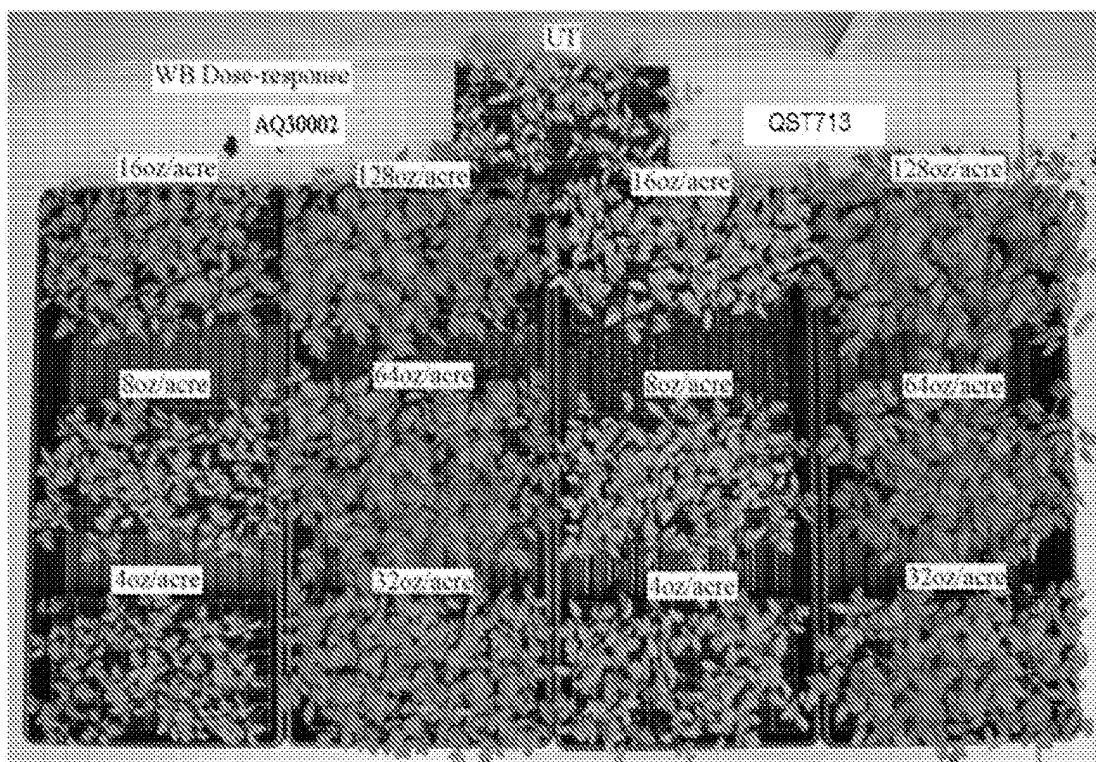 UT
WB Dose-response
AQ30002
QST713
16oz/acre
128oz/acre
16oz/acre
128oz/acre
8oz/acre
64oz/acre
8oz/acre
64oz/acre
4oz/acre
32oz/acre
4oz/acre
32oz/acre